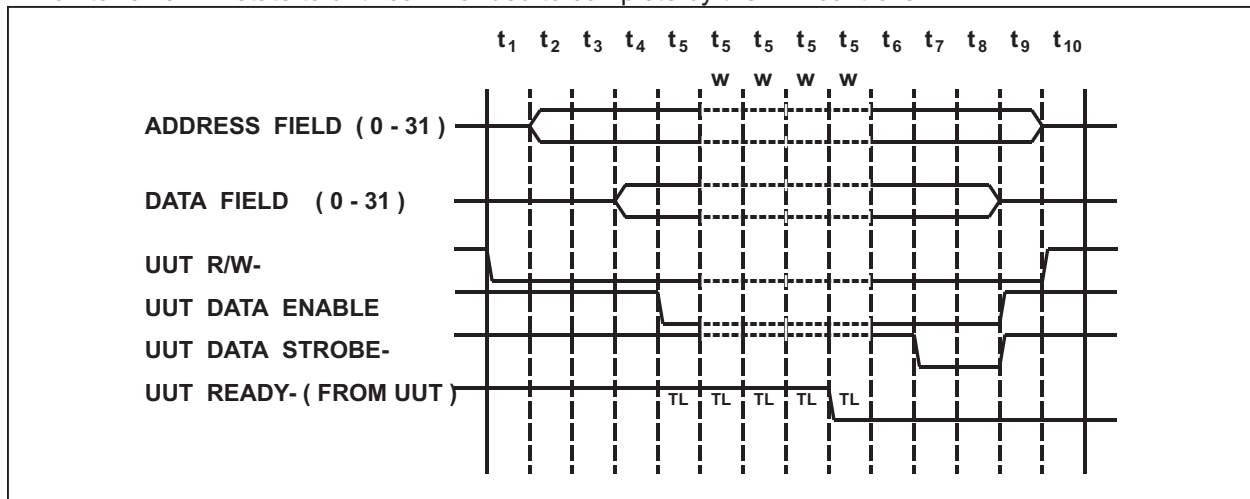 t1 t2 t3 t4 t5 t5 t5 t5 t5 t6 t7 t8 t9 t10
w w w w
ADDRESS FIELD ( 0 - 31 )
DATA FIELD ( 0 - 31 )
UUT R/W-
UUT DATA ENABLE
UUT DATA STROBE-
UUT READY- ( FROM UUT )
TL TL TL TL TL